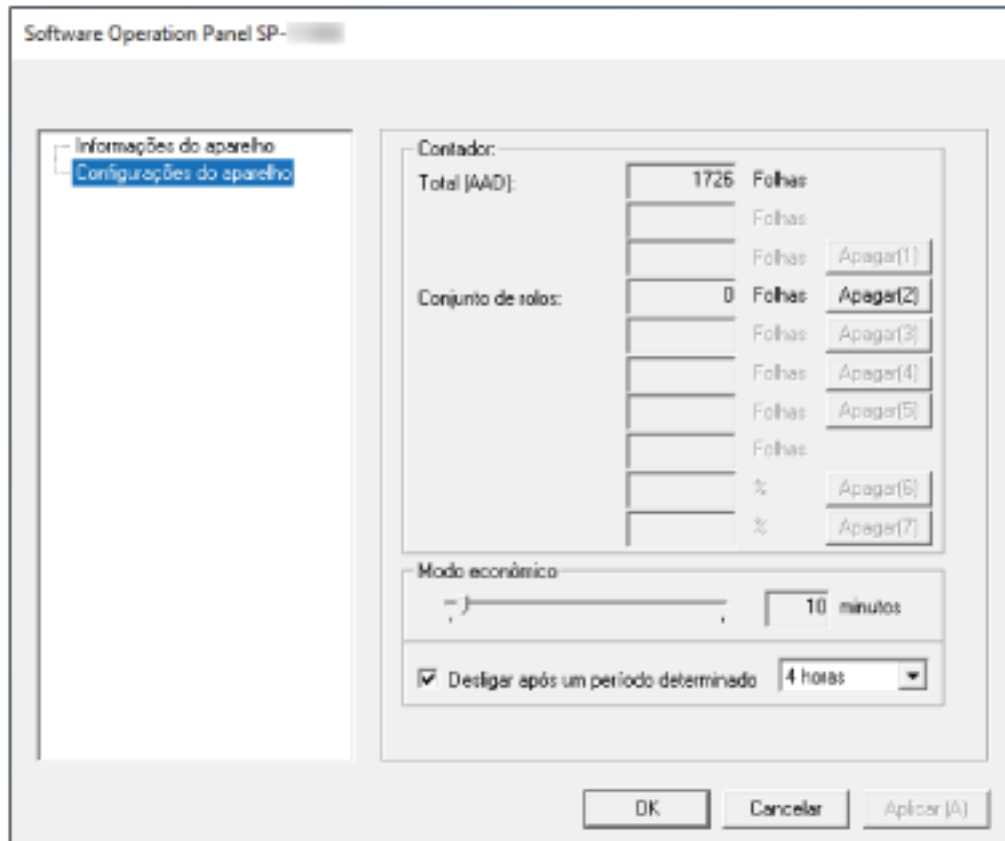 Software Operation Panel SP-
Informações do aparelho
Configurações do aparelho
Contador:
Total (AAD): 1726 Folhas
Folhas
Folhas Apagar(1)
Conjunto de rolos: 0 Folhas Apagar(2)
Folhas Apagar(3)
Folhas Apagar(4)
Folhas Apagar(5)
Folhas
% Apagar(6)
% Apagar(7)
Modo econômico
10 minutos
Desligar após um período determinado 4 horas
OK Cancelar Aplicar (A)